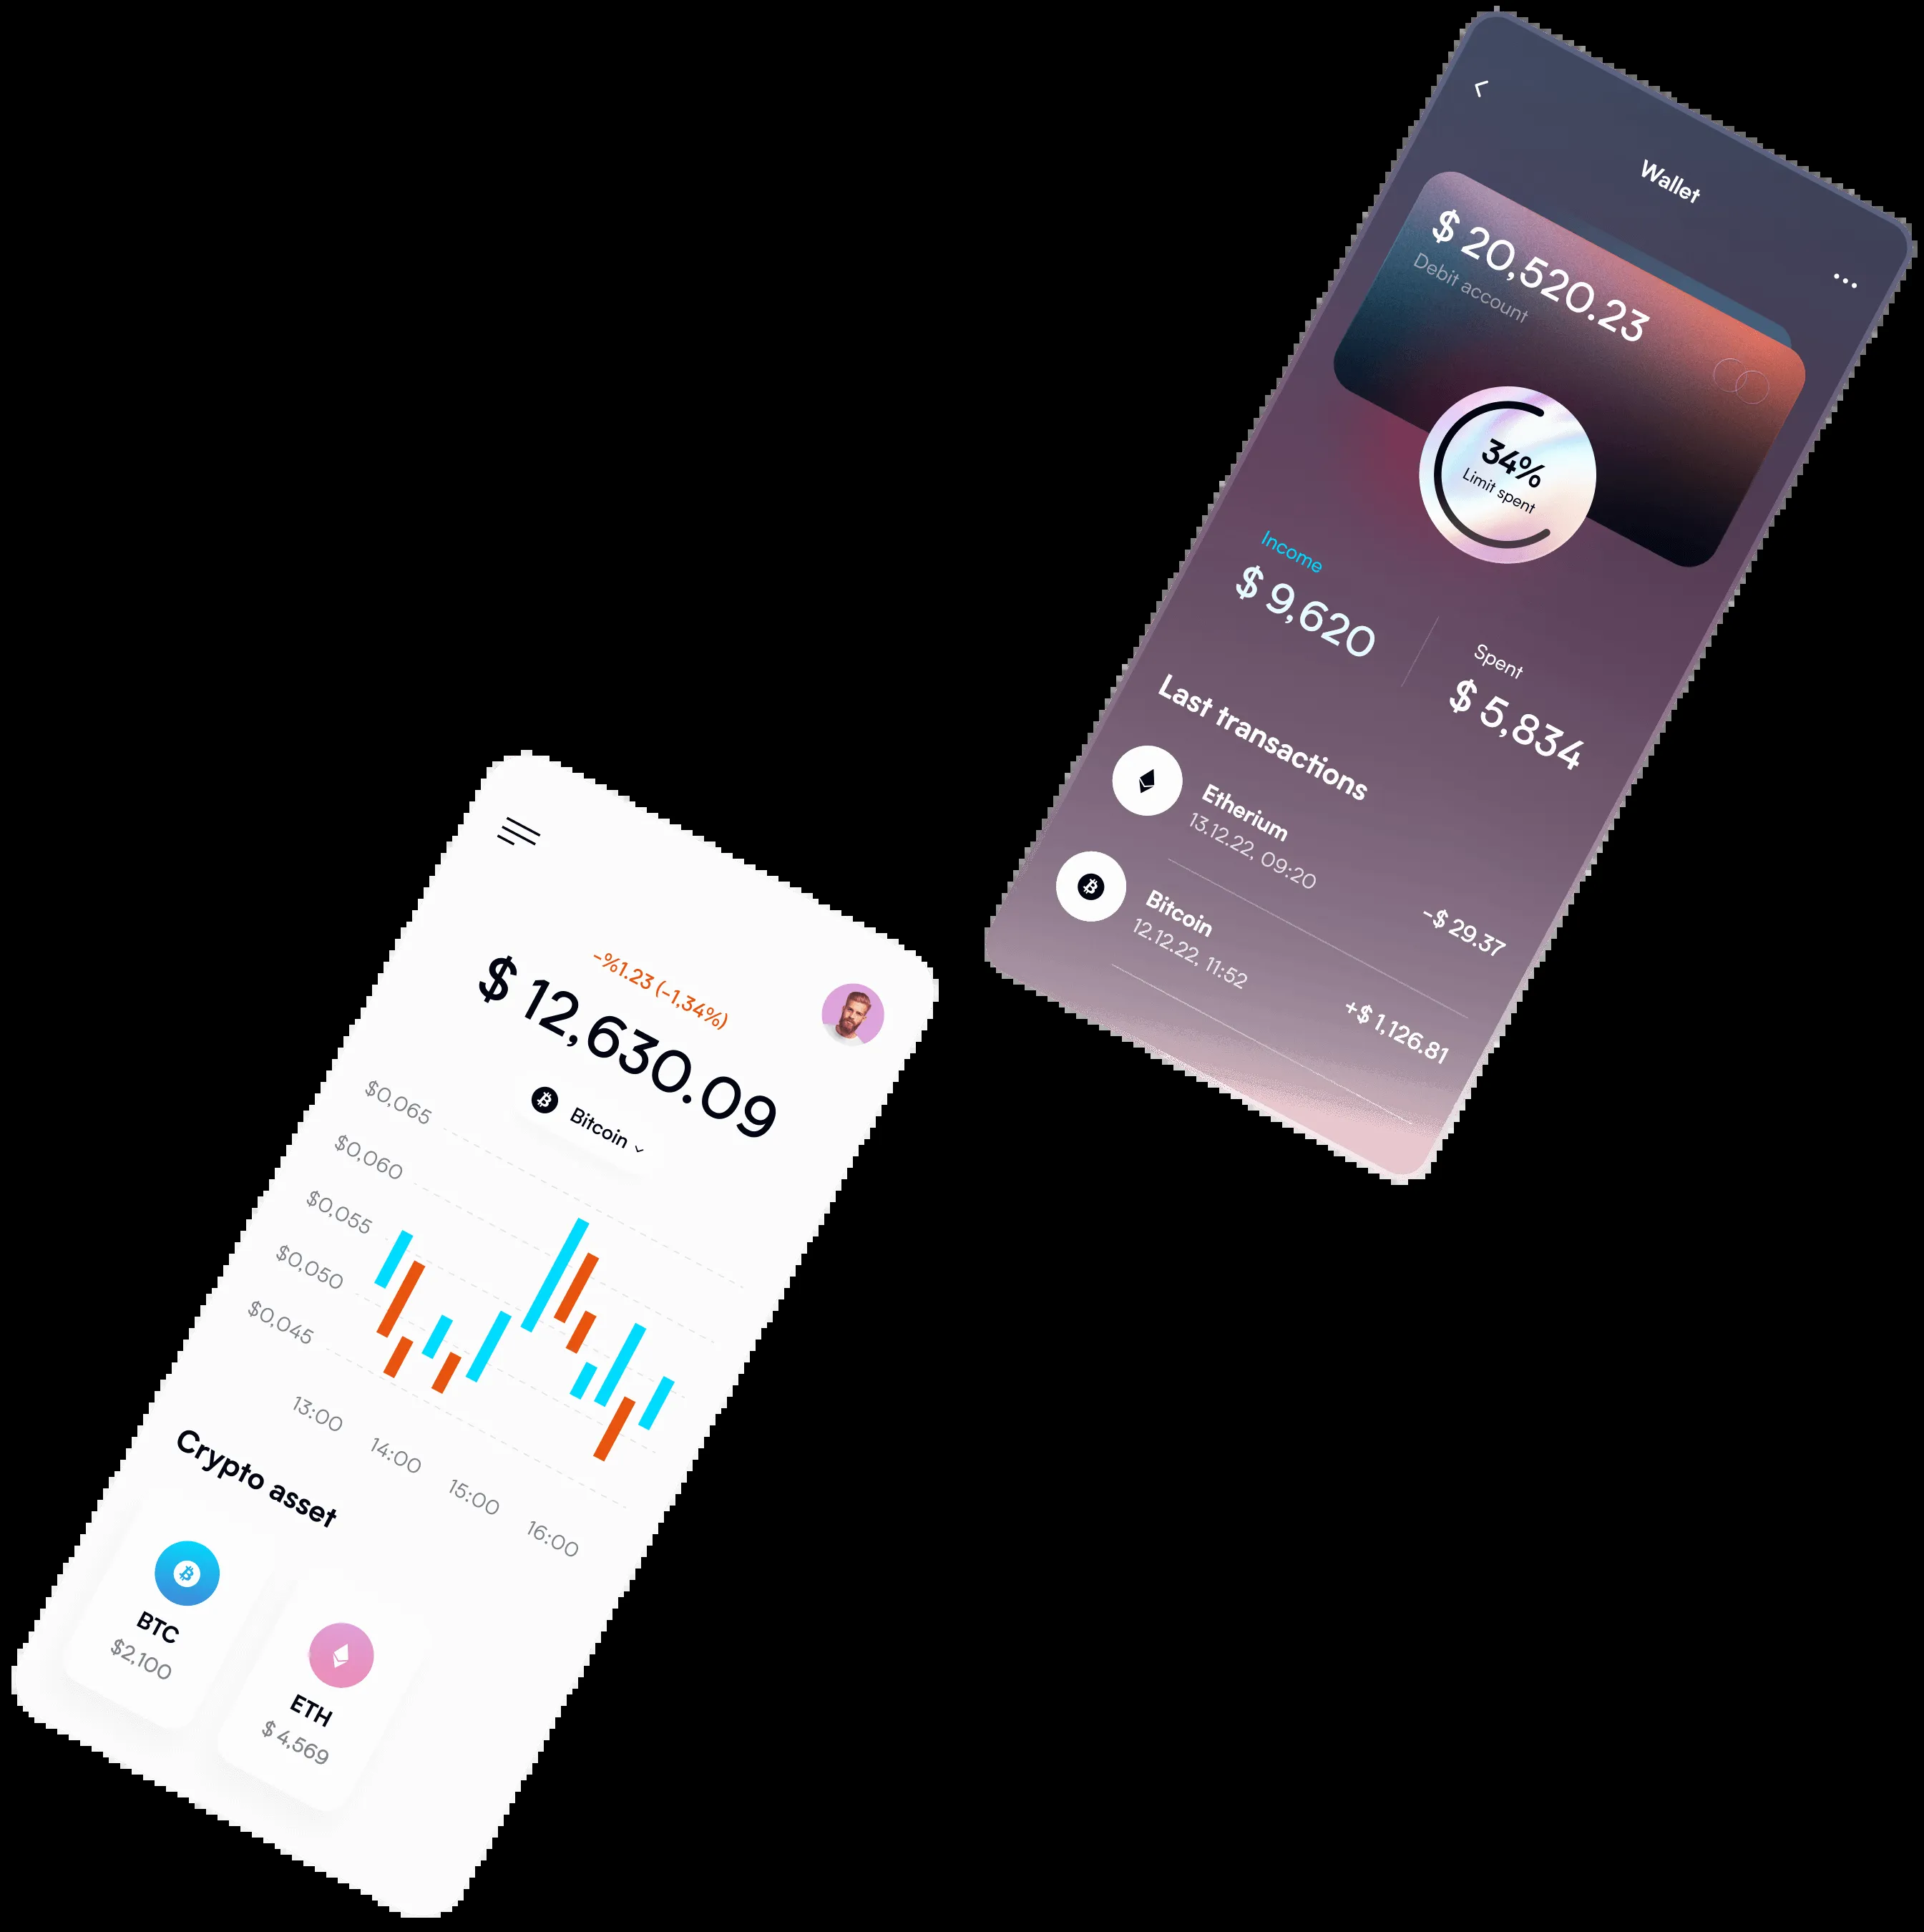 Wallet
$ 20,520.23
Debit account
34%
Limit spent
Income
$ 9,620
Spent
$ 5,834
Last transactions
Etherium
13.12.22, 09:20
-$ 29.37
Bitcoin
12.12.22, 11:52
+$ 1,126.81
-%1.23 (-1,34%)
$ 12,630.09
Bitcoin
$0,065
$0,060
$0,055
$0,050
$0,045
13:00
14:00
15:00
16:00
Crypto asset
BTC
$2,100
ETH
$ 4,569